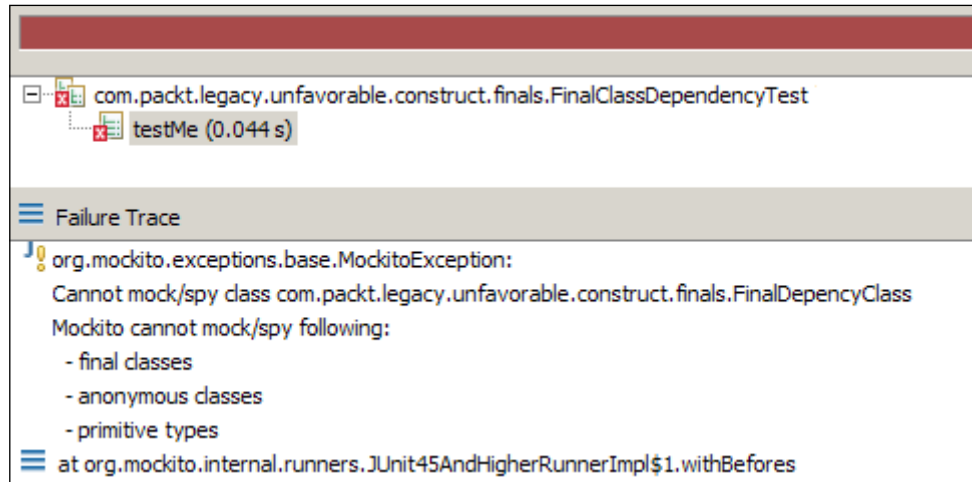 com.packt.legacy.unfavorable.construct.finals.FinalClassDependencyTest
testMe (0.044 s)
Failure Trace
org.mockito.exceptions.base.MockitoException:
Cannot mock/spy class com.packt.legacy.unfavorable.construct.finals.FinalDepencyClass
Mockito cannot mock/spy following:
- final classes
- anonymous classes
- primitive types
at org.mockito.internal.runners.JUnit45AndHigherRunnerImpl$1.withBefores